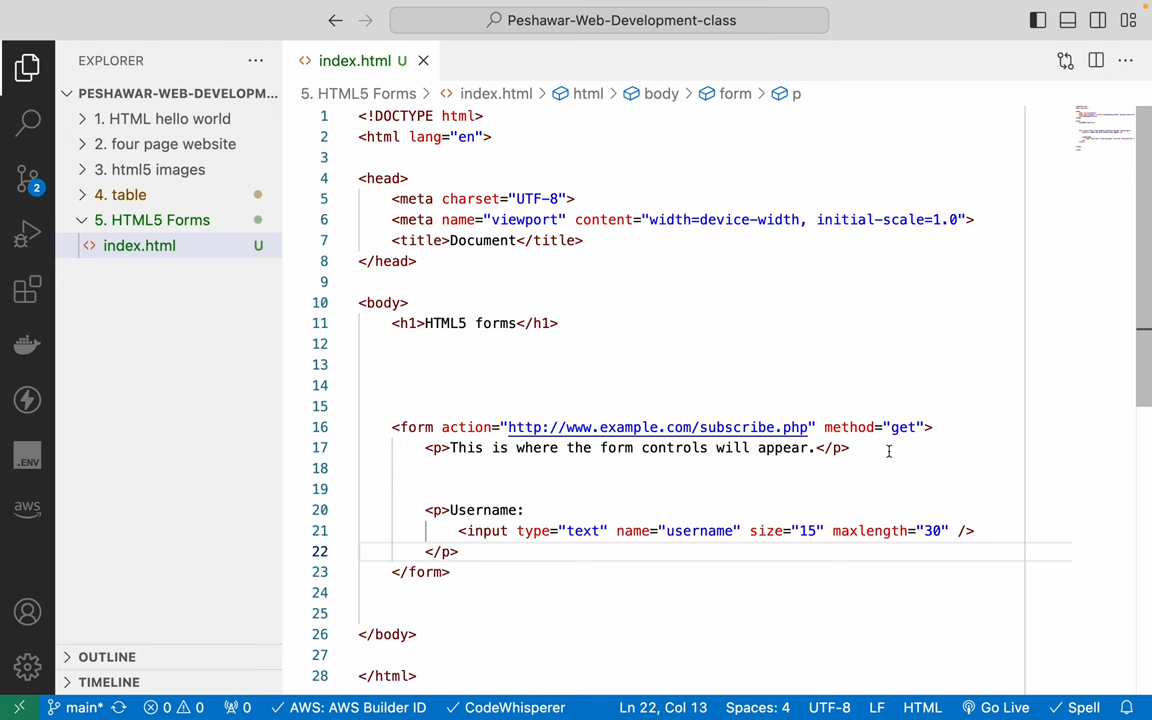 Peshawar-Web-Development-class
EXPLORER
PESHAWAR-WEB-DEVELOPM...
1. HTML hello world
2. four page website
3. html5 images
4. table
5. HTML5 Forms
index.html U
OUTLINE
TIMELINE
index.html U
5. HTML5 Forms > index.html > html > body > form > p
1 <!DOCTYPE html>
2 <html lang="en">
3
4 <head>
5 <meta charset="UTF-8">
6 <meta name="viewport" content="width=device-width, initial-scale=1.0">
7 <title>Document</title>
8 </head>
9
10 <body>
11 <h1>HTML5 forms</h1>
12
13
14
15
16 <form action="http://www.example.com/subscribe.php" method="get">
17 <p>This is where the form controls will appear.</p>
18
19
20 <p>Username:
21 <input type="text" name="username" size="15" maxlength="30" />
22 </p>
23 </form>
24
25
26 </body>
27
28 </html>
2
.ENV
aws
main* 0 0 0 AWS: AWS Builder ID CodeWhisperer Ln 22, Col 13 Spaces: 4 UTF-8 LF HTML Go Live Spell